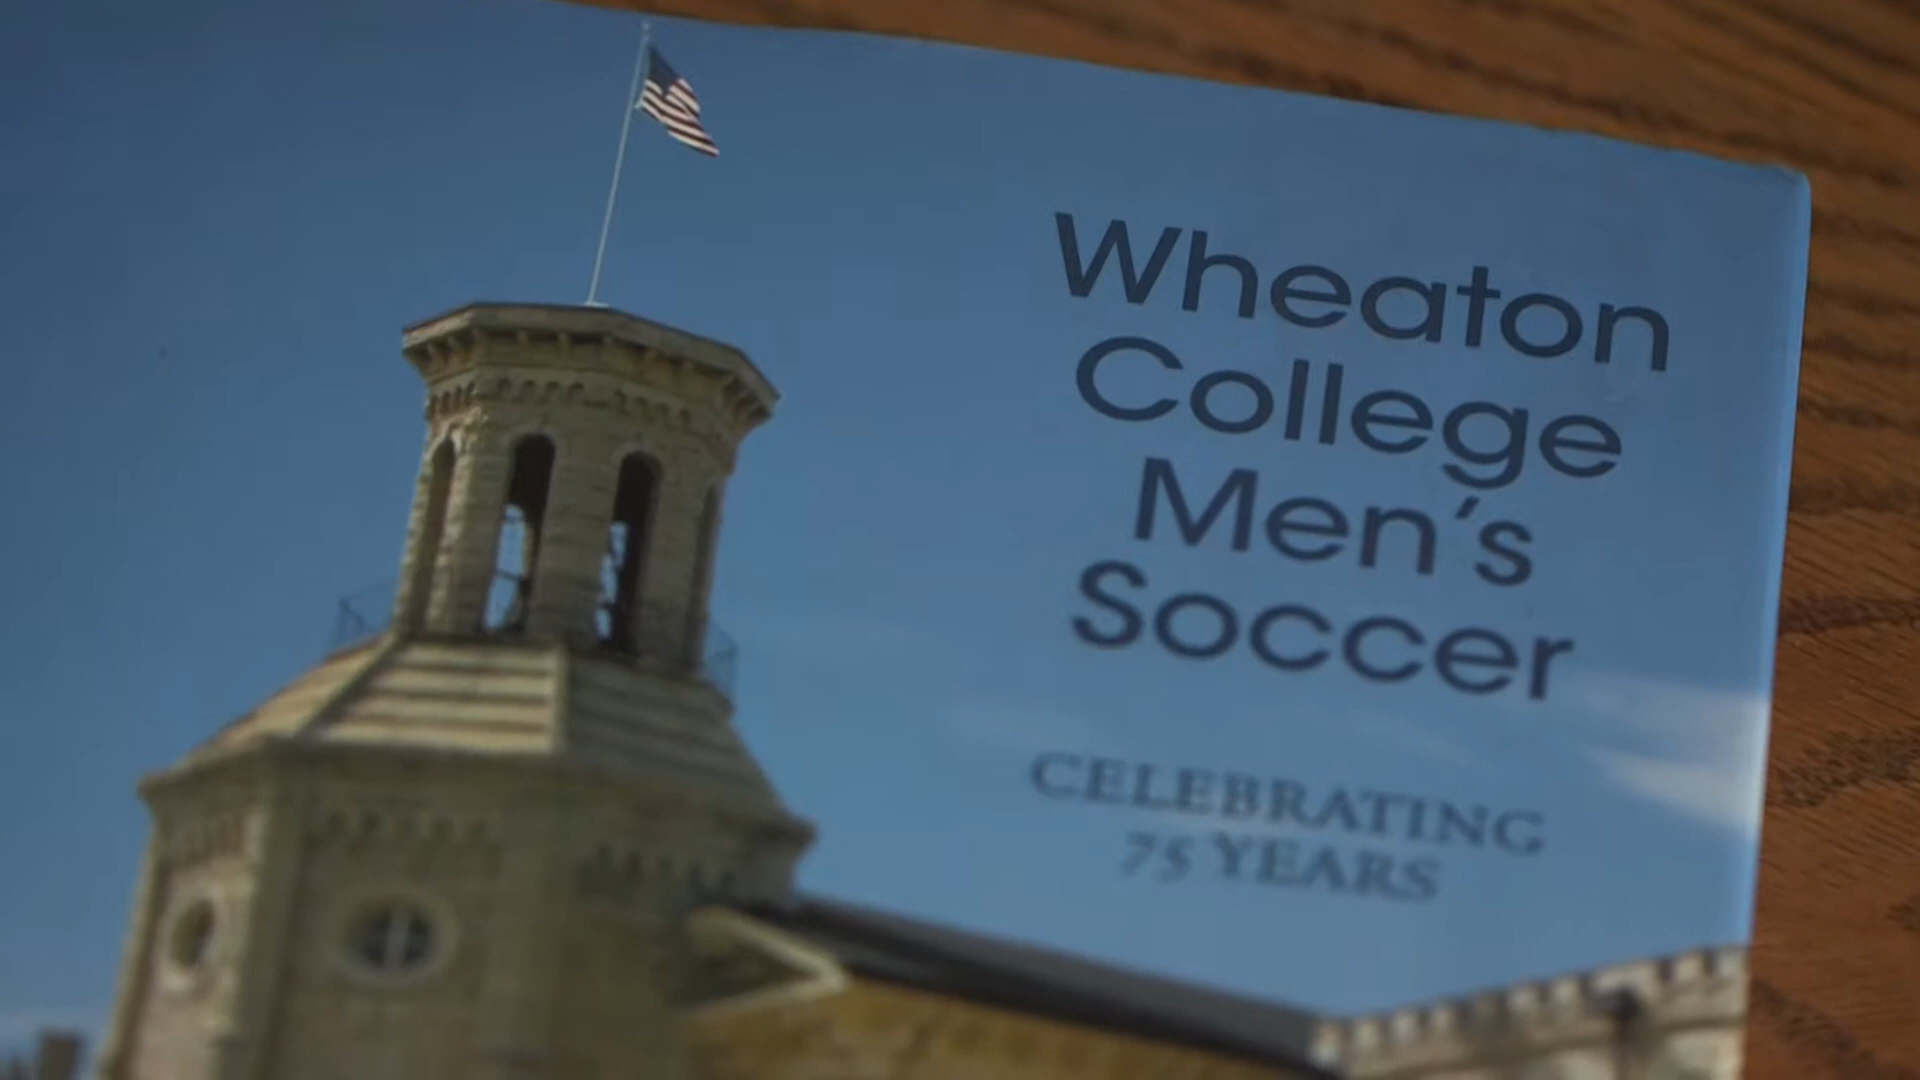 Wheaton
College
Men's
Soccer
CELEBRATING
75 YEARS